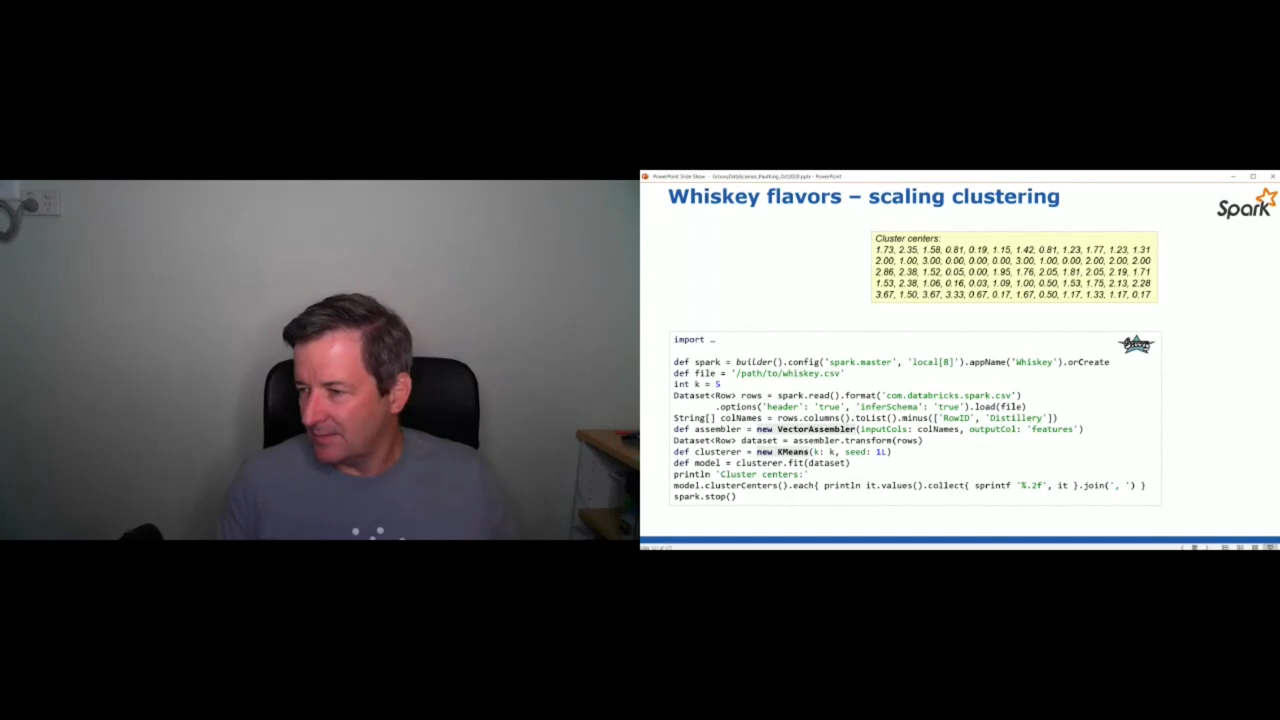 PowerPoint Slide Show - GroovyDataScience_PaulKing_Oct2020.pptx - PowerPoint
Whiskey flavors – scaling clustering
Spark
Cluster centers:
1.73, 2.35, 1.58, 0.81, 0.19, 1.15, 1.42, 0.81, 1.23, 1.77, 1.23, 1.31
2.00, 1.00, 3.00, 0.00, 0.00, 0.00, 3.00, 1.00, 0.00, 2.00, 2.00, 2.00
2.86, 2.38, 1.52, 0.05, 0.00, 1.95, 1.76, 2.05, 1.81, 2.05, 2.19, 1.71
1.53, 2.38, 1.06, 0.16, 0.03, 1.09, 1.00, 0.50, 1.53, 1.75, 2.13, 2.28
3.67, 1.50, 3.67, 3.33, 0.67, 0.17, 1.67, 0.50, 1.17, 1.33, 1.17, 0.17
import …
Groovy
def spark = builder().config('spark.master', 'local[8]').appName('Whiskey').orCreate
def file = '/path/to/whiskey.csv'
int k = 5
Dataset<Row> rows = spark.read().format('com.databricks.spark.csv')
.options('header': 'true', 'inferSchema': 'true').load(file)
String[] colNames = rows.columns().toList().minus(['RowID', 'Distillery'])
def assembler = new VectorAssembler(inputCols: colNames, outputCol: 'features')
Dataset<Row> dataset = assembler.transform(rows)
def clusterer = new KMeans(k: k, seed: 1L)
def model = clusterer.fit(dataset)
println 'Cluster centers:'
model.clusterCenters().each{ println it.values().collect{ sprintf '%.2f', it }.join(', ') }
spark.stop()